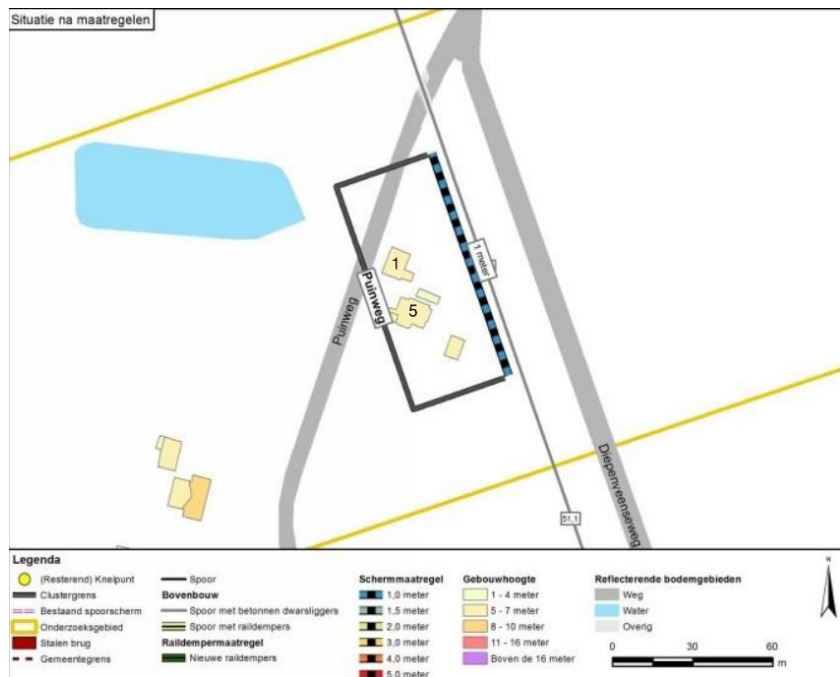 Situatie na maatregelen
1 meter
1
Puinweg
5
Puinweg
Diepenveenseweg
51,1
Legenda
(Resterend) Knelpunt
Clustergrens
Bestaand spoorscherm
Onderzoeksgebied
Stalen brug
Gemeentegrens
Spoor
Bovenbouw
Spoor met betonnen dwarsliggers
Spoor met raildempers
Raildempermaatregel
Nieuwe raildempers
Schermmaatregel
1,0 meter
1,5 meter
2,0 meter
3,0 meter
4,0 meter
5,0 meter
Gebouwhoogte
1 - 4 meter
5 - 7 meter
8 - 10 meter
11 - 16 meter
Boven de 16 meter
Reflecterende bodemgebieden
Weg
Water
Overig
N
0 30 60
m